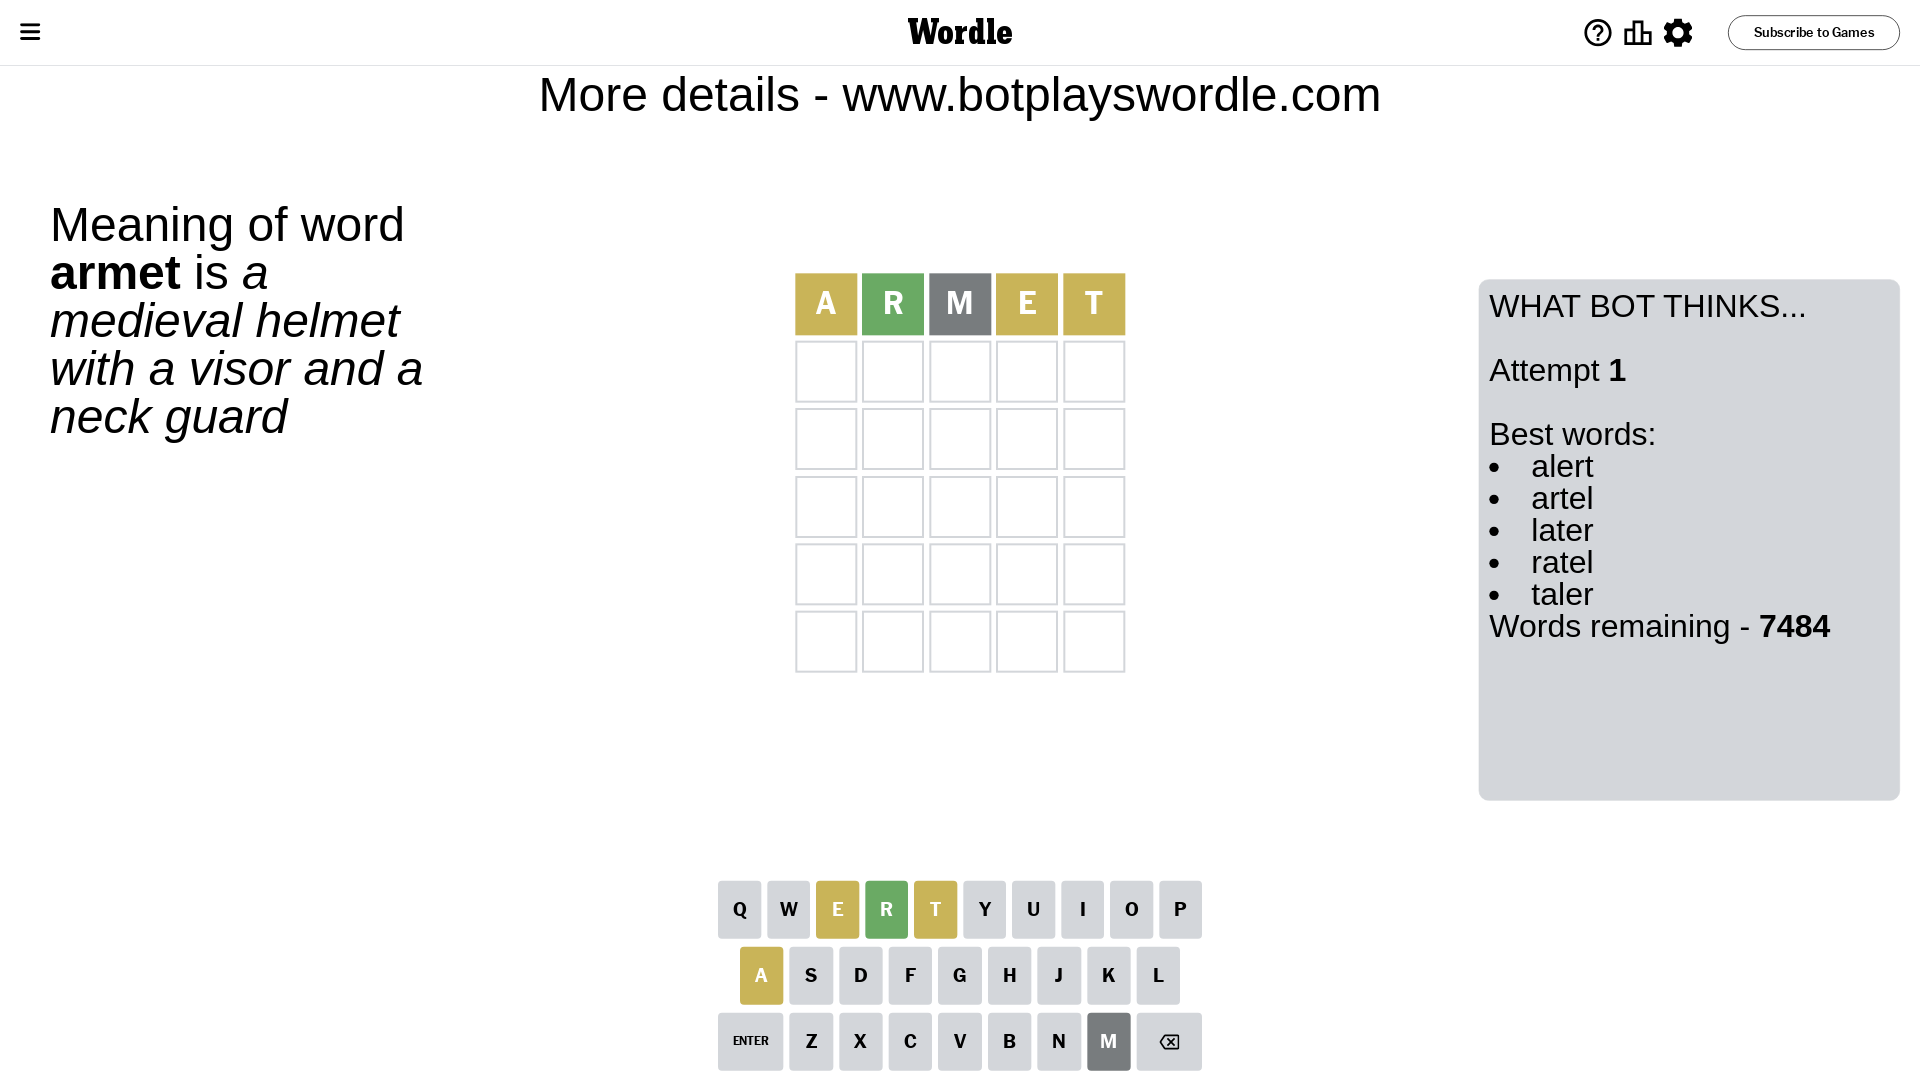 Wordle
Subscribe to Games
More details - www.botplayswordle.com
Meaning of word
armet is a
medieval helmet
with a visor and a
neck guard
A R M E T
WHAT BOT THINKS...
Attempt 1
Best words:
• alert
• artel
• later
• ratel
• taler
Words remaining - 7484
Q W E R T Y U I O P
A S D F G H J K L
ENTER Z X C V B N M